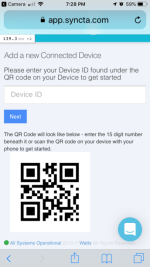 Camera 7:28 PM 59%
app.syncta.com
Add a new Connected Device
Please enter your Device ID found under the
QR code on your Device to get started
Device ID
Next
The QR Code will look like below - enter the 15 digit number
beneath it or scan the QR code on your device with your
phone to get started.
All Systems Operational